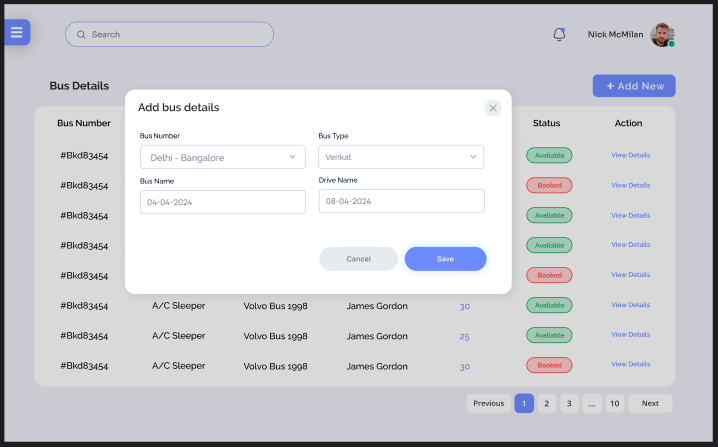 Search
Nick McMilan
Bus Details
+ Add New
Bus Number Status Action
Add bus details
Bus Number Bus Type
Delhi - Bangalore Venkat
Bus Name Drive Name
04-04-2024 08-04-2024
Cancel Save
#Bkd83454 Available View Details
#Bkd83454 Booked View Details
#Bkd83454 Available View Details
#Bkd83454 Available View Details
#Bkd83454 Booked View Details
#Bkd83454 A/C Sleeper Volvo Bus 1998 James Gordon 30 Available View Details
#Bkd83454 A/C Sleeper Volvo Bus 1998 James Gordon 25 Available View Details
#Bkd83454 A/C Sleeper Volvo Bus 1998 James Gordon 30 Booked View Details
Previous 1 2 3 ... 10 Next